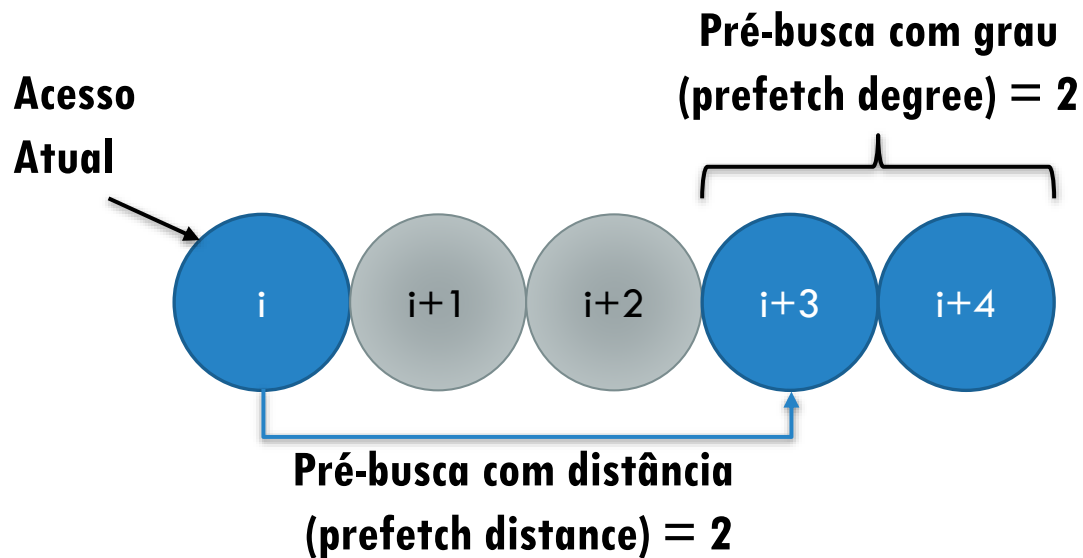 Pré-busca com grau
(prefetch degree) = 2
Acesso
Atual
i
i+1
i+2
i+3
i+4
Pré-busca com distância
(prefetch distance) = 2